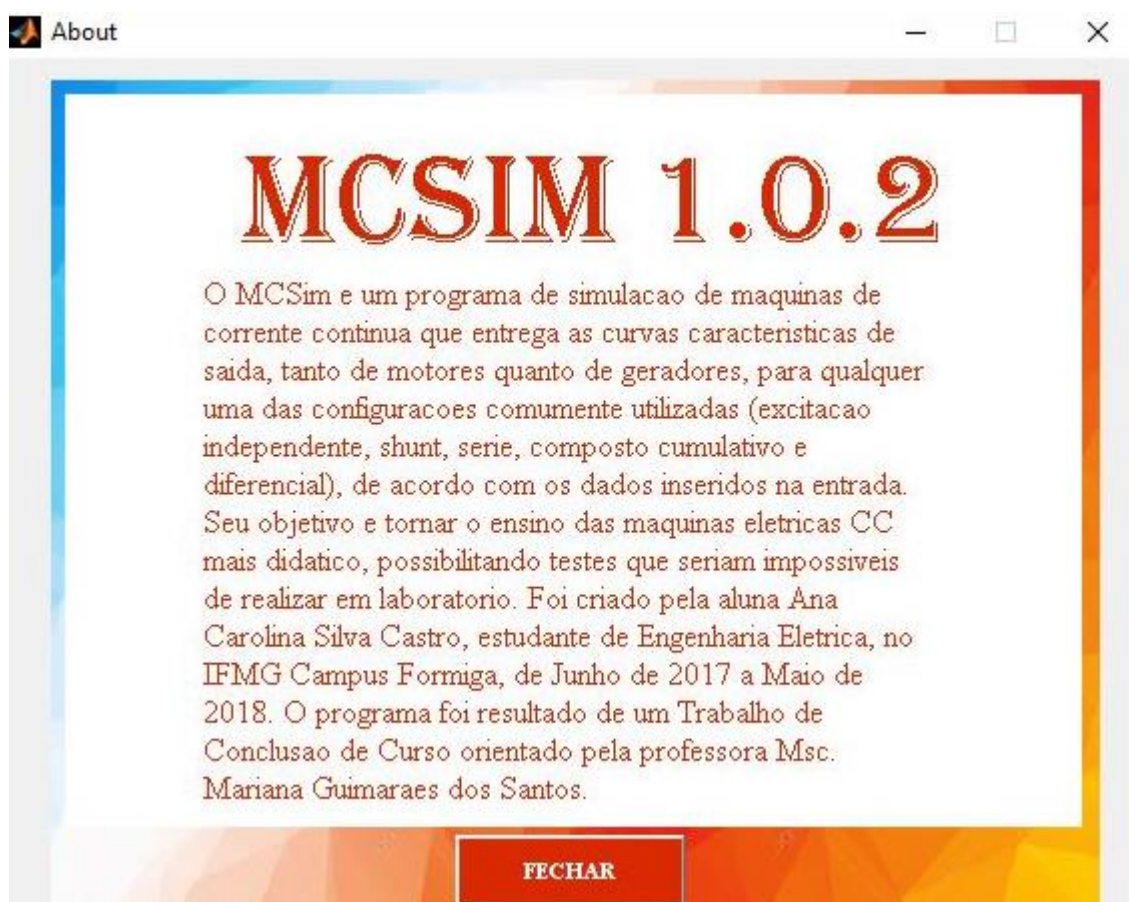 About
MCSIM 1.0.2
O MCSim e um programa de simulacao de maquinas de
corrente continua que entrega as curvas caracteristicas de
saida, tanto de motores quanto de geradores, para qualquer
uma das configuracoes comumente utilizadas (excitacao
independente, shunt, serie, composto cumulativo e
diferencial), de acordo com os dados inseridos na entrada.
Seu objetivo e tornar o ensino das maquinas eletricas CC
mais didatico, possibilitando testes que seriam impossiveis
de realizar em laboratorio. Foi criado pela aluna Ana
Carolina Silva Castro, estudante de Engenharia Eletrica, no
IFMG Campus Formiga, de Junho de 2017 a Maio de
2018. O programa foi resultado de um Trabalho de
Conclusao de Curso orientado pela professora Msc.
Mariana Guimaraes dos Santos.
FECHAR